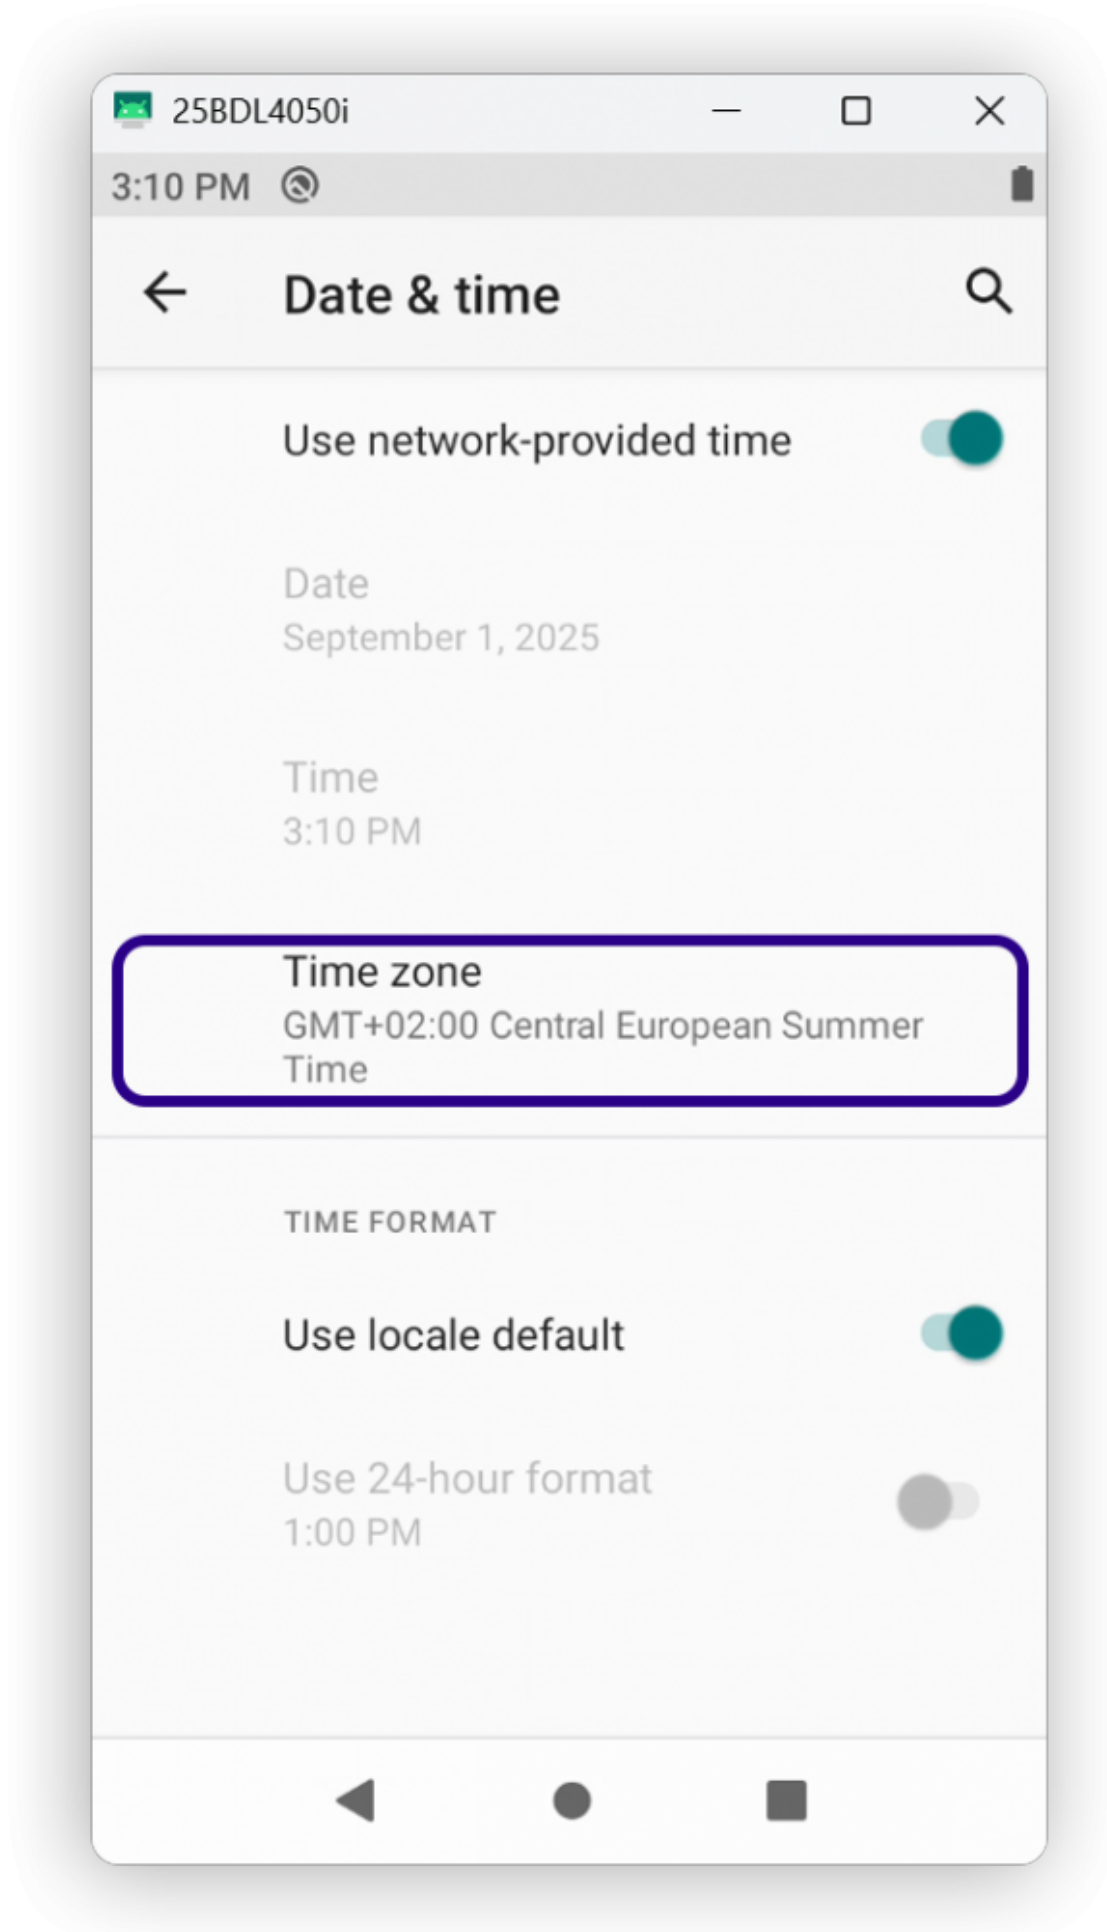 25BDL4050i
3:10 PM
Date & time
Use network-provided time
Date
September 1, 2025
Time
3:10 PM
Time zone
GMT+02:00 Central European Summer
Time
TIME FORMAT
Use locale default
Use 24-hour format
1:00 PM